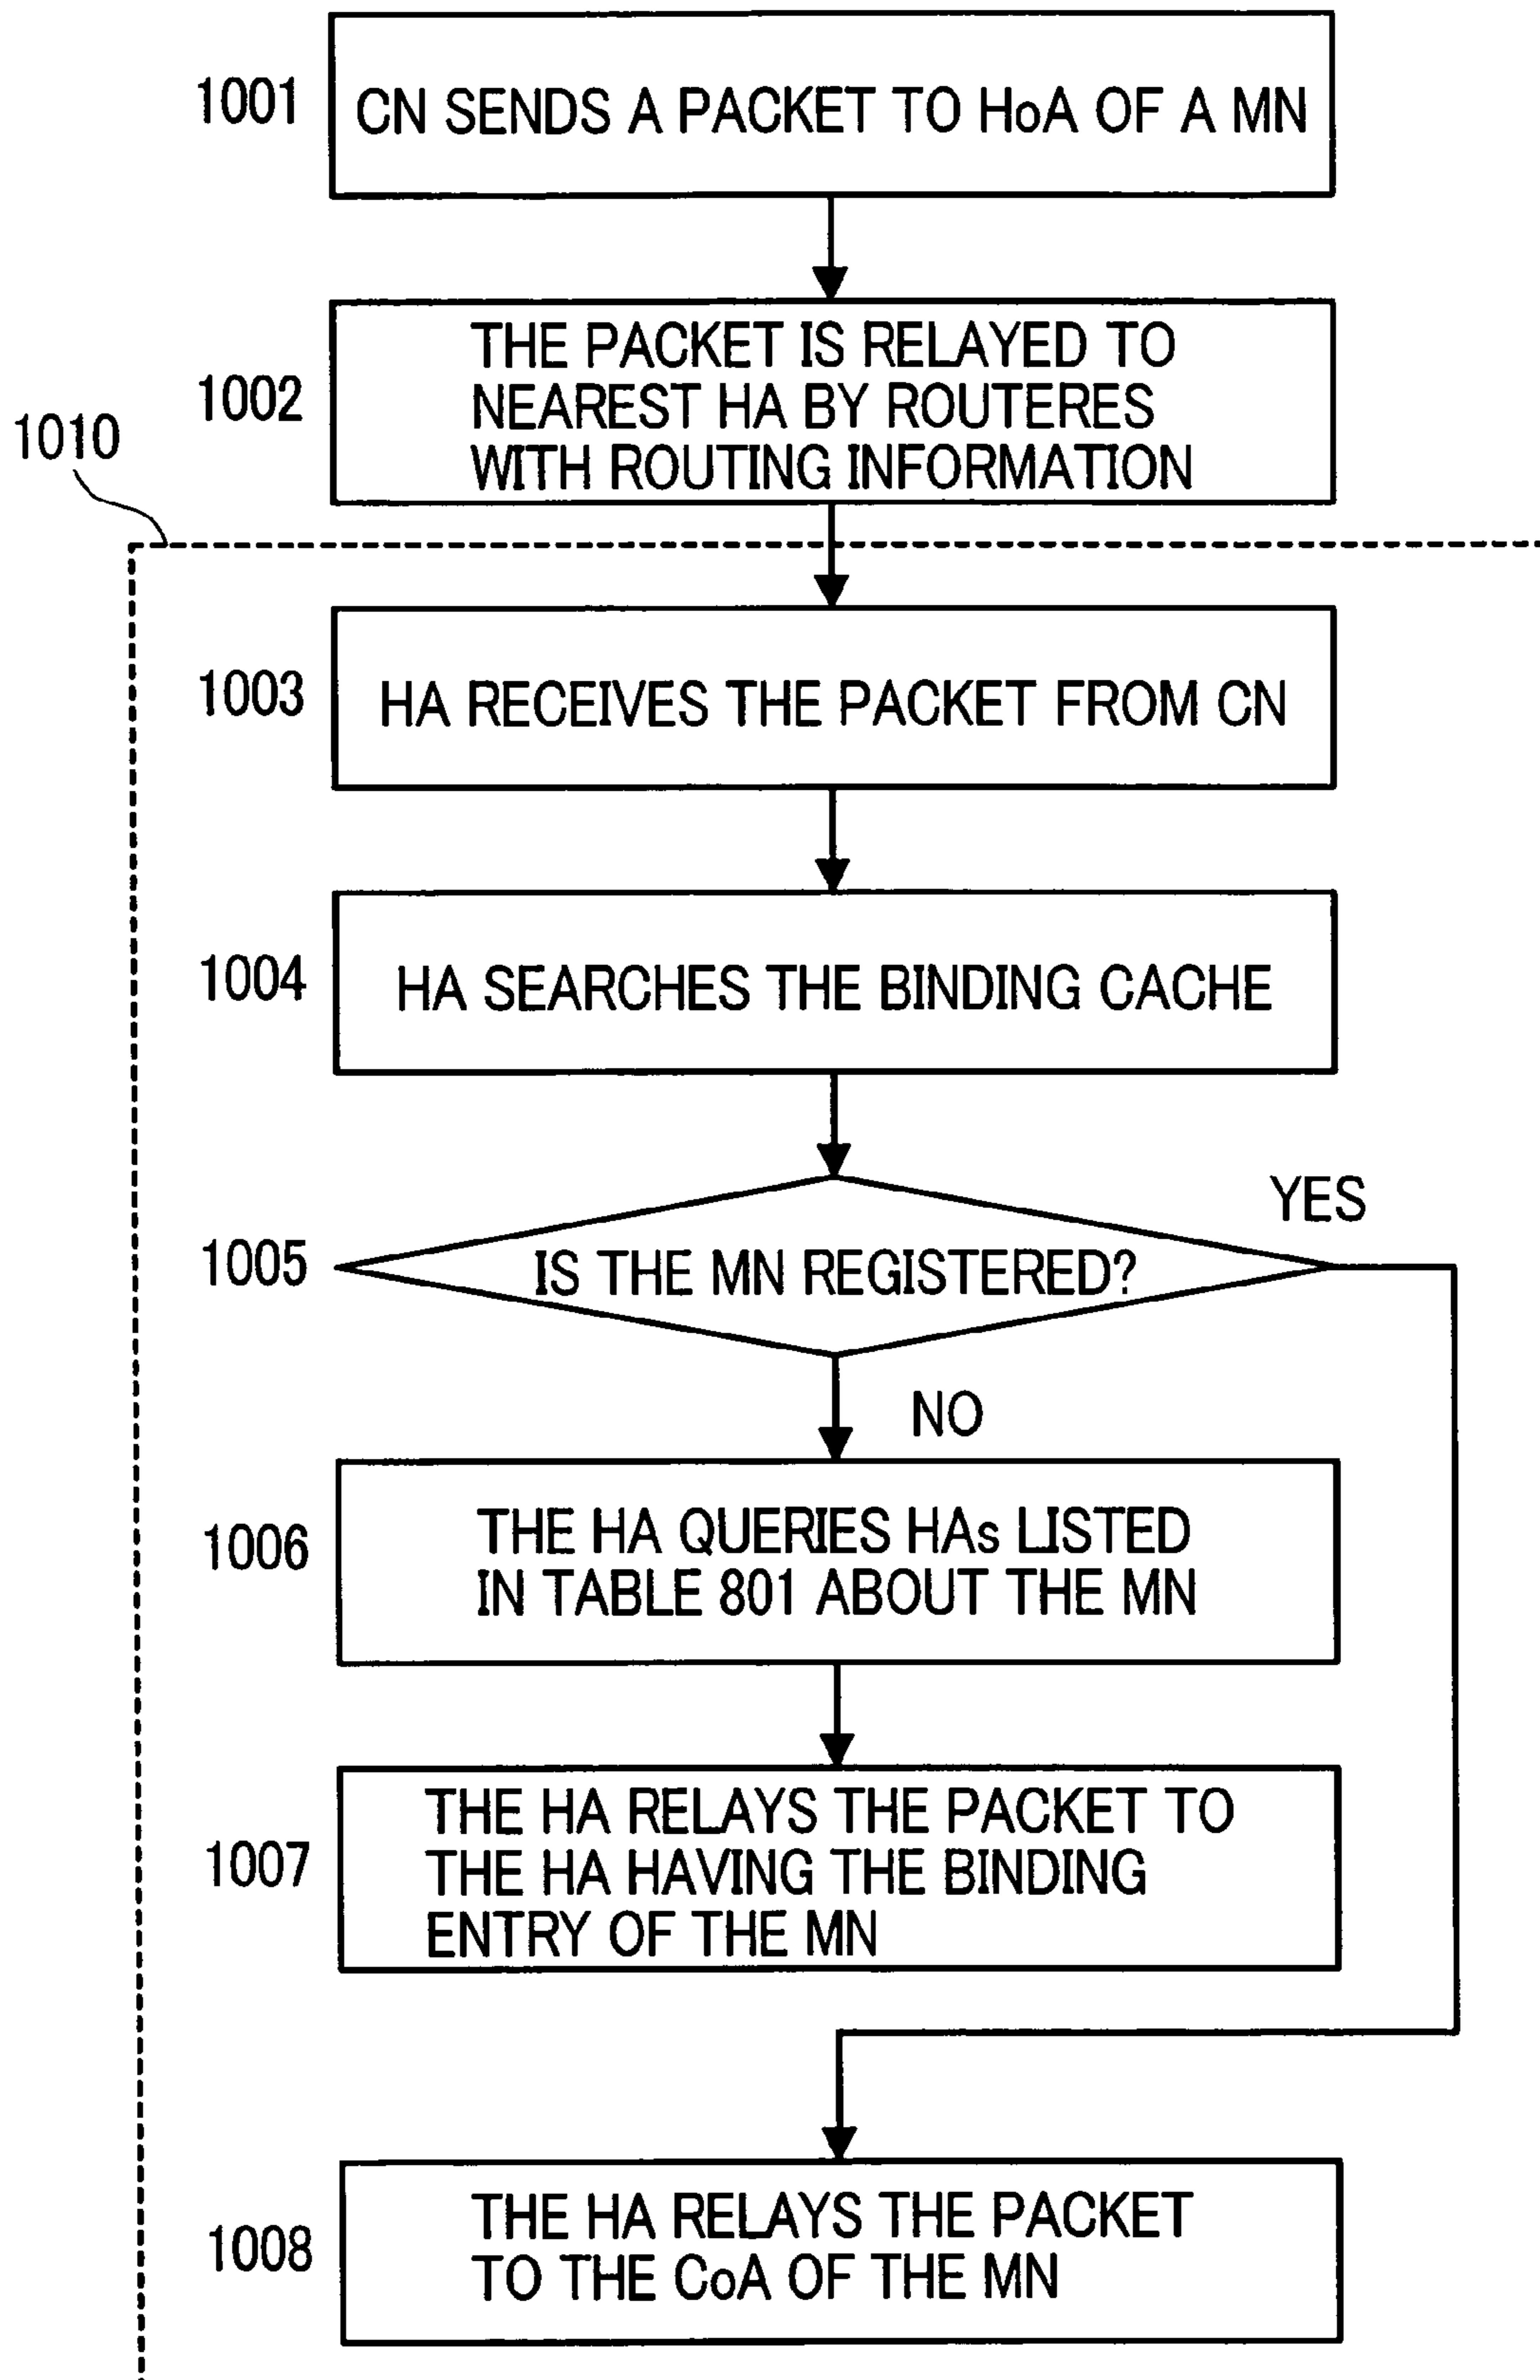 1001
CN SENDS A PACKET TO HoA OF A MN
1002
THE PACKET IS RELAYED TO
NEAREST HA BY ROUTERES
WITH ROUTING INFORMATION
1010
1003
HA RECEIVES THE PACKET FROM CN
1004
HA SEARCHES THE BINDING CACHE
YES
1005
IS THE MN REGISTERED?
NO
1006
THE HA QUERIES HAs LISTED
IN TABLE 801 ABOUT THE MN
1007
THE HA RELAYS THE PACKET TO
THE HA HAVING THE BINDING
ENTRY OF THE MN
1008
THE HA RELAYS THE PACKET
TO THE CoA OF THE MN